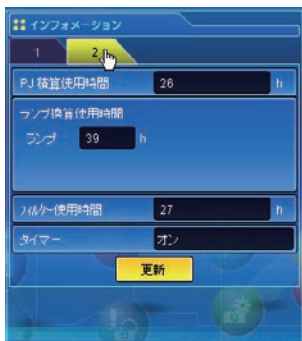 インフォメーション
1 2
PJ 積算使用時間 26 h
ランプ換算使用時間
ランプ 39 h
フィルター使用時間 27 h
タイマー オン
更新